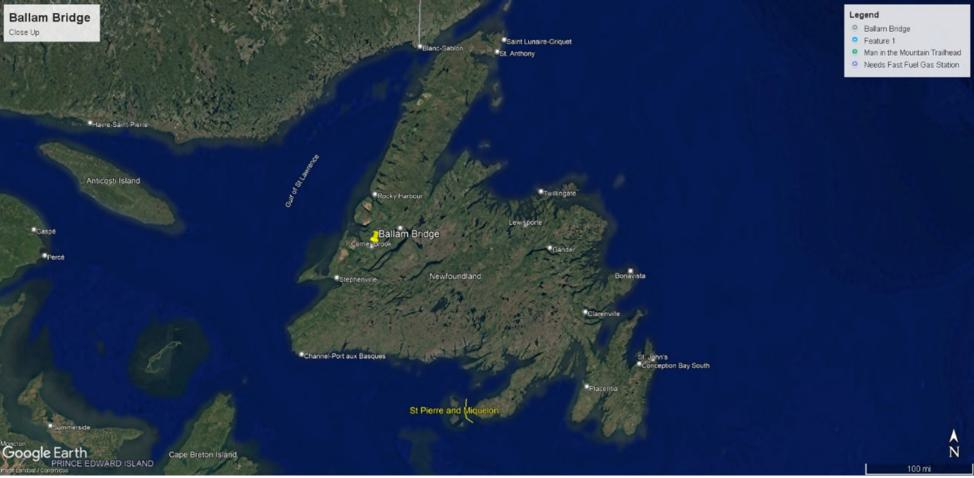 Ballam Bridge
Close Up
Legend
Ballam Bridge
Feature 1
Man in the Mountain Trailhead
Needs Fast Fuel Gas Station
Saint Lunaire-Griquet
Blanc-Sablon
St. Anthony
Havre-Saint-Pierre
Anticosti Island
Gulf of St Lawrence
Rocky Harbour
Twillingate
Lewisporte
Gaspé
Ballam Bridge
Corner Brook
Gander
Percé
Stephenville
Newfoundland
Bonavista
Clarenville
Channel-Port aux Basques
St. John's
Conception Bay South
Placentia
St Pierre and Miquelon
Summerside
Moncton
Google Earth
PRINCE EDWARD ISLAND
Cape Breton Island
Image Landsat / Copernicus
N
100 mi